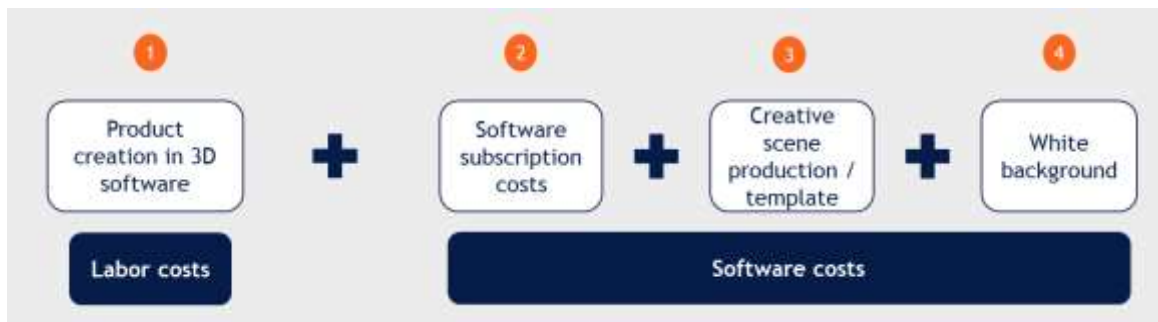 1
2
3
4
Product
creation in 3D
software
Software
subscription
costs
Creative
scene
production /
template
White
background
Labor costs
Software costs